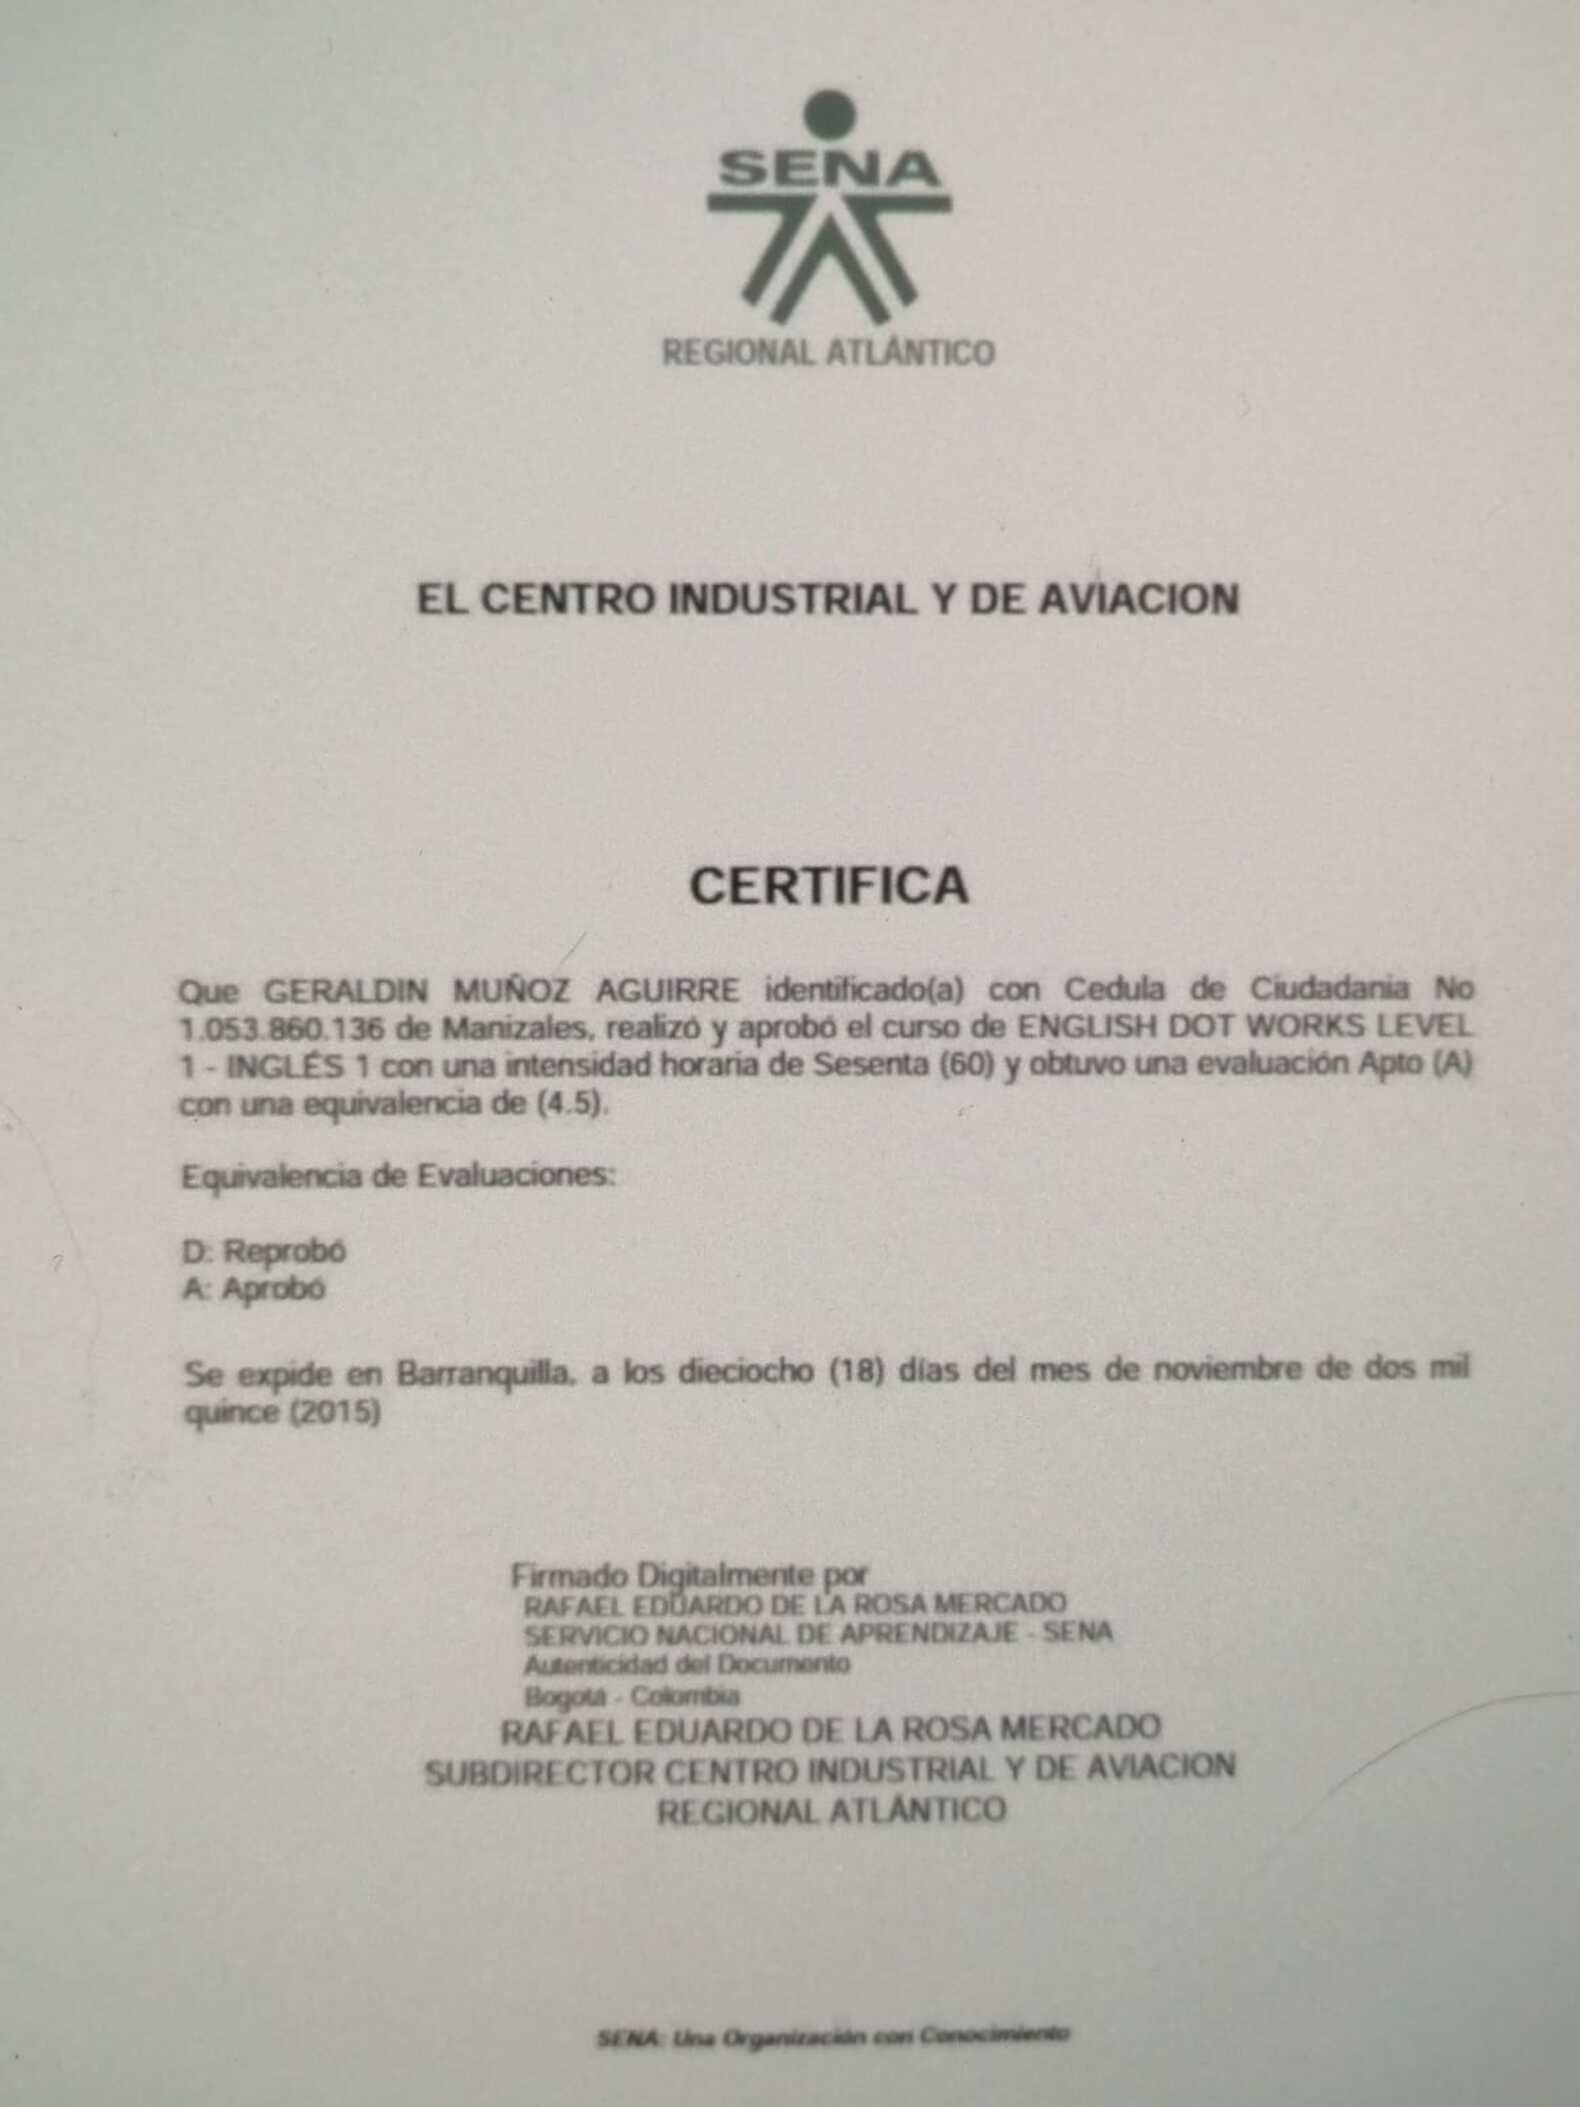 SENA
REGIONAL ATLÁNTICO
EL CENTRO INDUSTRIAL Y DE AVIACION
CERTIFICA
Que GERALDIN MUÑOZ AGUIRRE identificado(a) con Cedula de Ciudadania No
1.053.860.136 de Manizales, realizó y aprobó el curso de ENGLISH DOT WORKS LEVEL
1 - INGLÉS 1 con una intensidad horaria de Sesenta (60) y obtuvo una evaluación Apto (A)
con una equivalencia de (4.5).
Equivalencia de Evaluaciones:
D: Reprobó
A: Aprobó
Se expide en Barranquilla, a los dieciocho (18) días del mes de noviembre de dos mil
quince (2015)
Firmado Digitalmente por
RAFAEL EDUARDO DE LA ROSA MERCADO
SERVICIO NACIONAL DE APRENDIZAJE - SENA
Autenticidad del Documento
Bogotá - Colombia
RAFAEL EDUARDO DE LA ROSA MERCADO
SUBDIRECTOR CENTRO INDUSTRIAL Y DE AVIACION
REGIONAL ATLÁNTICO
SENA: Una Organización con Conocimiento